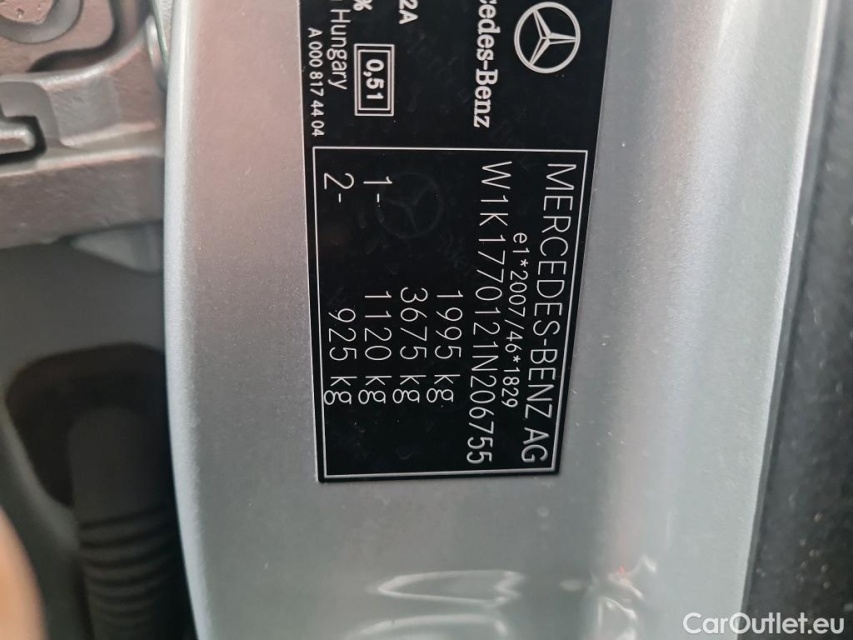 MERCEDES-BENZ AG
e1*2007/46*1829
W1K1770121N206755
1995 kg
3675 kg
1- 1120 kg
2- 925 kg
Mercedes-Benz
2A
%
Hungary
0,51
A 000 817 44 04
CarOutlet.eu